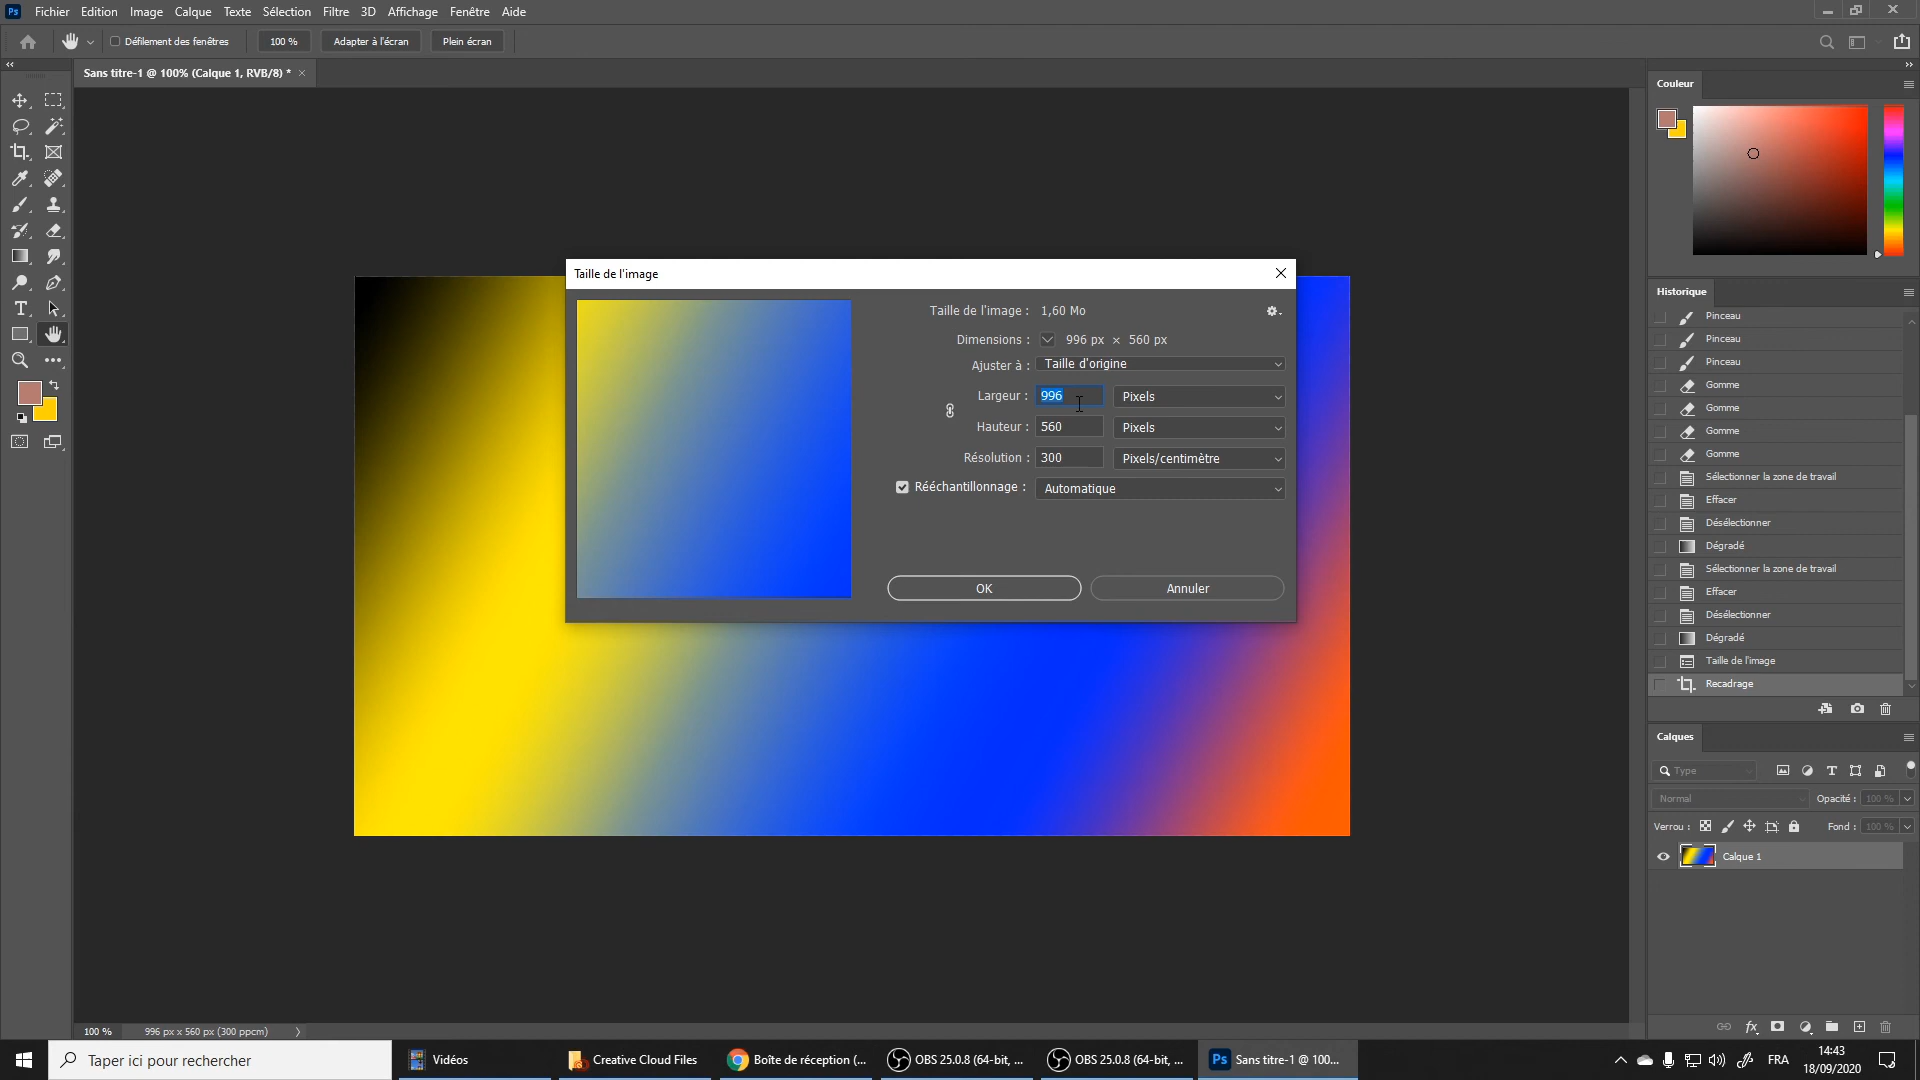 Ps Fichier Edition Image Calque Texte Sélection Filtre 3D Affichage Fenêtre Aide
Défilement des fenêtres 100 % Adapter à l'écran Plein écran
Sans titre-1 @ 100% (Calque 1, RVB/8) * ×
Couleur
Taille de l'image
Taille de l'image : 1,60 Mo
Dimensions : 996 px × 560 px
Ajuster à : Taille d'origine
Largeur : 996 Pixels
Hauteur : 560 Pixels
Résolution : 300 Pixels/centimètre
Rééchantillonnage : Automatique
OK Annuler
Historique
Pinceau
Pinceau
Pinceau
Gomme
Gomme
Gomme
Gomme
Sélectionner la zone de travail
Effacer
Désélectionner
Dégradé
Sélectionner la zone de travail
Effacer
Désélectionner
Dégradé
Taille de l'image
Recadrage
Calques
Type
Normal Opacité : 100 %
Verrou : Fond : 100 %
Calque 1
fx
100 % 996 px x 560 px (300 ppcm)
Taper ici pour rechercher Vidéos Creative Cloud Files Boîte de réception (... OBS 25.0.8 (64-bit, ... OBS 25.0.8 (64-bit, ... Ps Sans titre-1 @ 100... FRA 14:43
18/09/2020